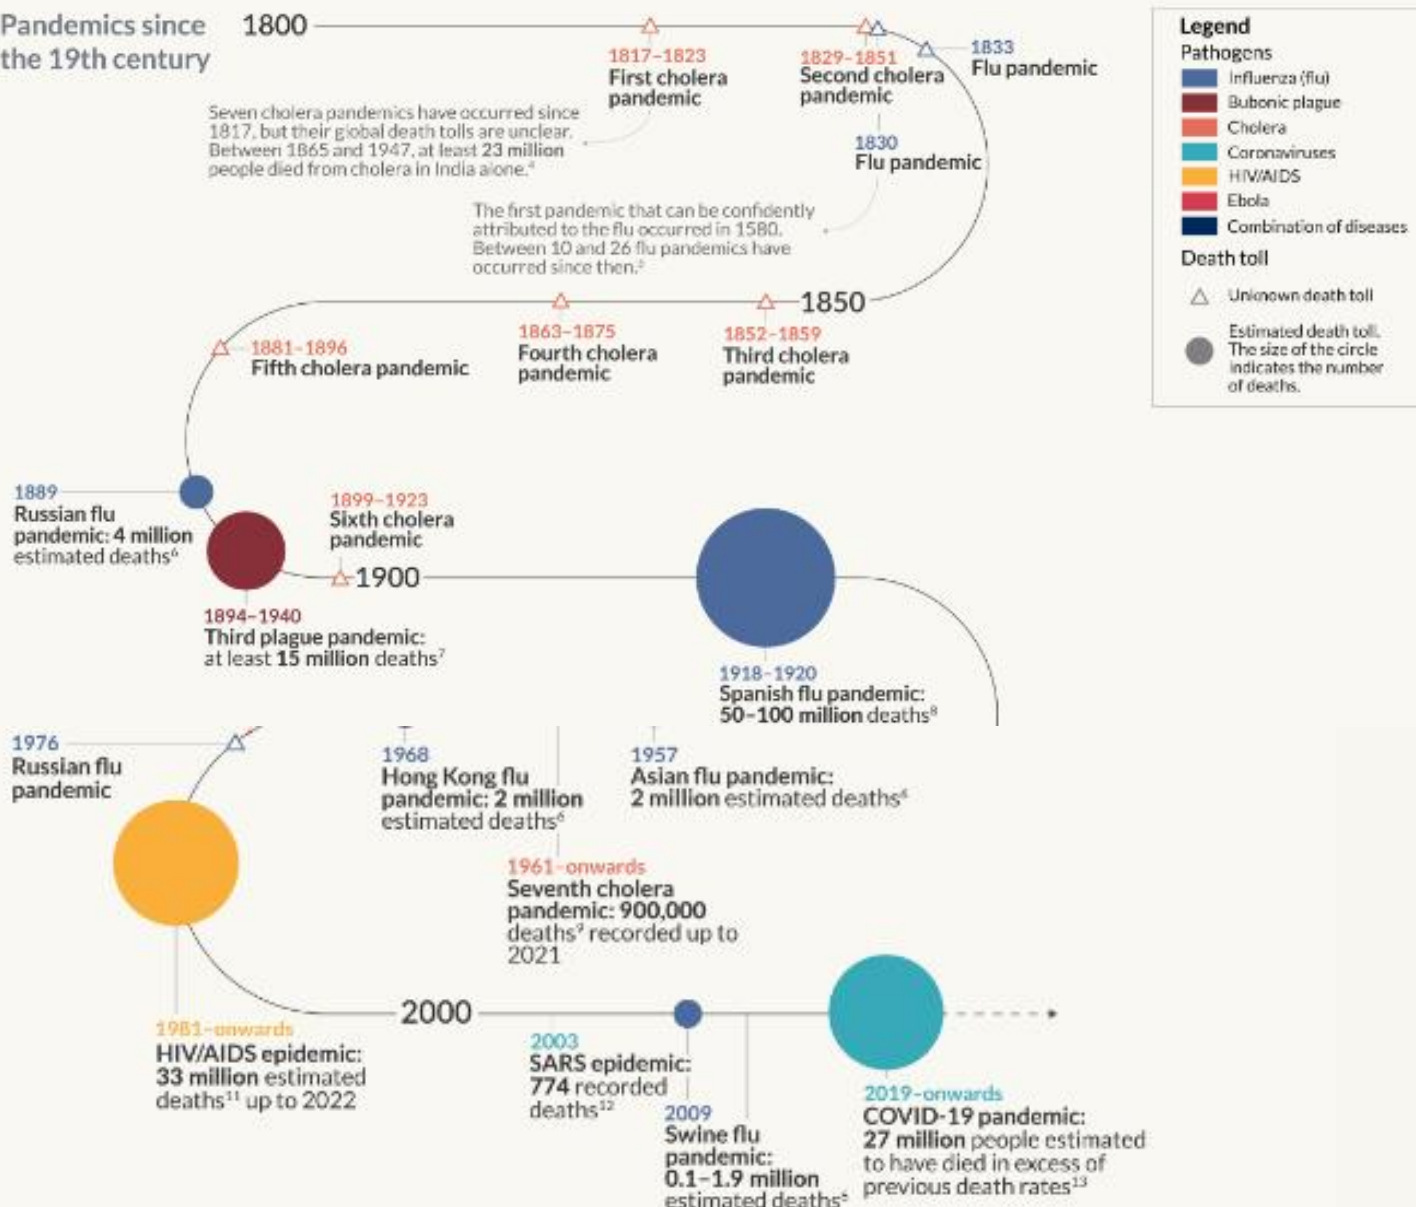 Pandemics since
the 19th century
1800
1817–1823
First cholera
pandemic
1829–1851
Second cholera
pandemic
1833
Flu pandemic
1830
Flu pandemic
Seven cholera pandemics have occurred since
1817, but their global death tolls are unclear.
Between 1865 and 1947, at least 23 million
people died from cholera in India alone.⁴
The first pandemic that can be confidently
attributed to the flu occurred in 1580.
Between 10 and 26 flu pandemics have
occurred since then.
Legend
Pathogens
Influenza (flu)
Bubonic plague
Cholera
Coronaviruses
HIV/AIDS
Ebola
Combination of diseases
Death toll
Unknown death toll
Estimated death toll.
The size of the circle
indicates the number
of deaths.
1850
1852–1859
Third cholera
pandemic
1863–1875
Fourth cholera
pandemic
1881–1896
Fifth cholera pandemic
1889
Russian flu
pandemic: 4 million
estimated deaths⁶
1894–1940
Third plague pandemic:
at least 15 million deaths⁷
1899–1923
Sixth cholera
pandemic
1900
1918–1920
Spanish flu pandemic:
50–100 million deaths⁸
1957
Asian flu pandemic:
2 million estimated deaths
1968
Hong Kong flu
pandemic: 2 million
estimated deaths⁶
1961–onwards
Seventh cholera
pandemic: 900,000
deaths⁹ recorded up to
2021
1976
Russian flu
pandemic
1981–onwards
HIV/AIDS epidemic:
33 million estimated
deaths¹¹ up to 2022
2000
2003
SARS epidemic:
774 recorded
deaths¹²
2009
Swine flu
pandemic:
0.1–1.9 million
estimated deaths
2019–onwards
COVID-19 pandemic:
27 million people estimated
to have died in excess of
previous death rates¹³